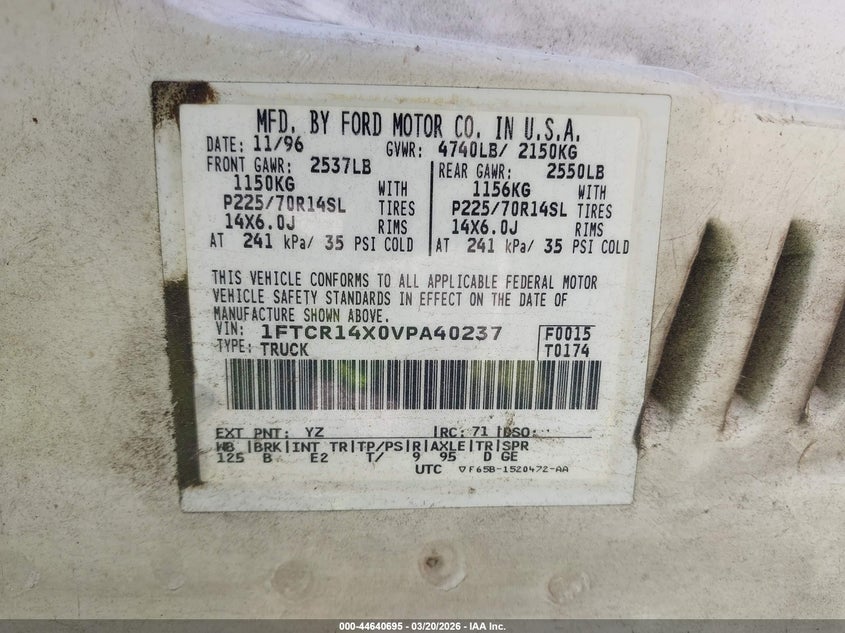 MFD. BY FORD MOTOR CO. IN U.S.A.
DATE: 11/96 GVWR: 4740LB/ 2150KG
FRONT GAWR: 2537LB REAR GAWR: 2550LB
1150KG WITH 1156KG WITH
P225/70R14SL TIRES P225/70R14SL TIRES
14X6.0J RIMS 14X6.0J RIMS
AT 241 kPa/ 35 PSI COLD AT 241 kPa/ 35 PSI COLD
THIS VEHICLE CONFORMS TO ALL APPLICABLE FEDERAL MOTOR
VEHICLE SAFETY STANDARDS IN EFFECT ON THE DATE OF
MANUFACTURE SHOWN ABOVE.
VIN: 1FTCR14X0VPA40237 F0015
TYPE: TRUCK T0174
EXT PNT: YZ RC: 71 DSO:
WB BRK INT TR TP/PS R AXLE TR SPR
125 B E2 T/ 9 95 D GE
UTC ▽F65B-1520472-AA
000-44640695 — 03/20/2026 — IAA Inc.